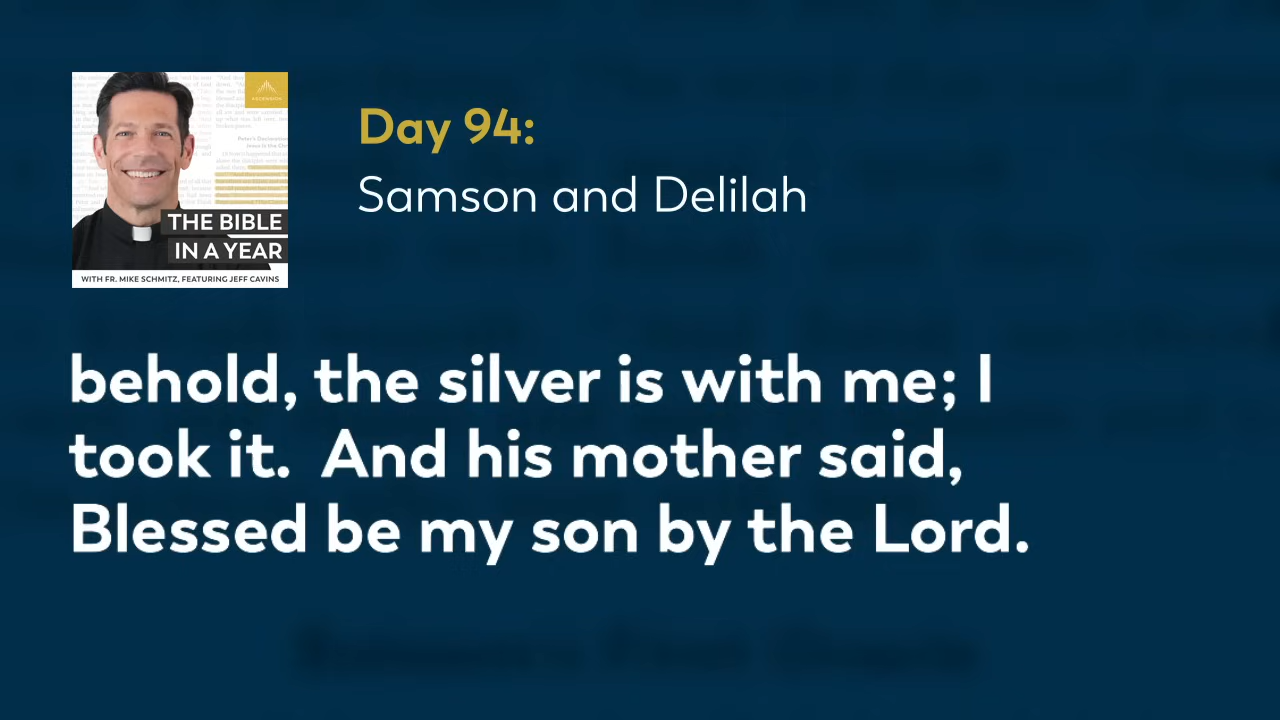 THE BIBLE
IN A YEAR
WITH FR. MIKE SCHMITZ, FEATURING JEFF CAVINS
Day 94:
Samson and Delilah
behold, the silver is with me; I
took it.  And his mother said,
Blessed be my son by the Lord.